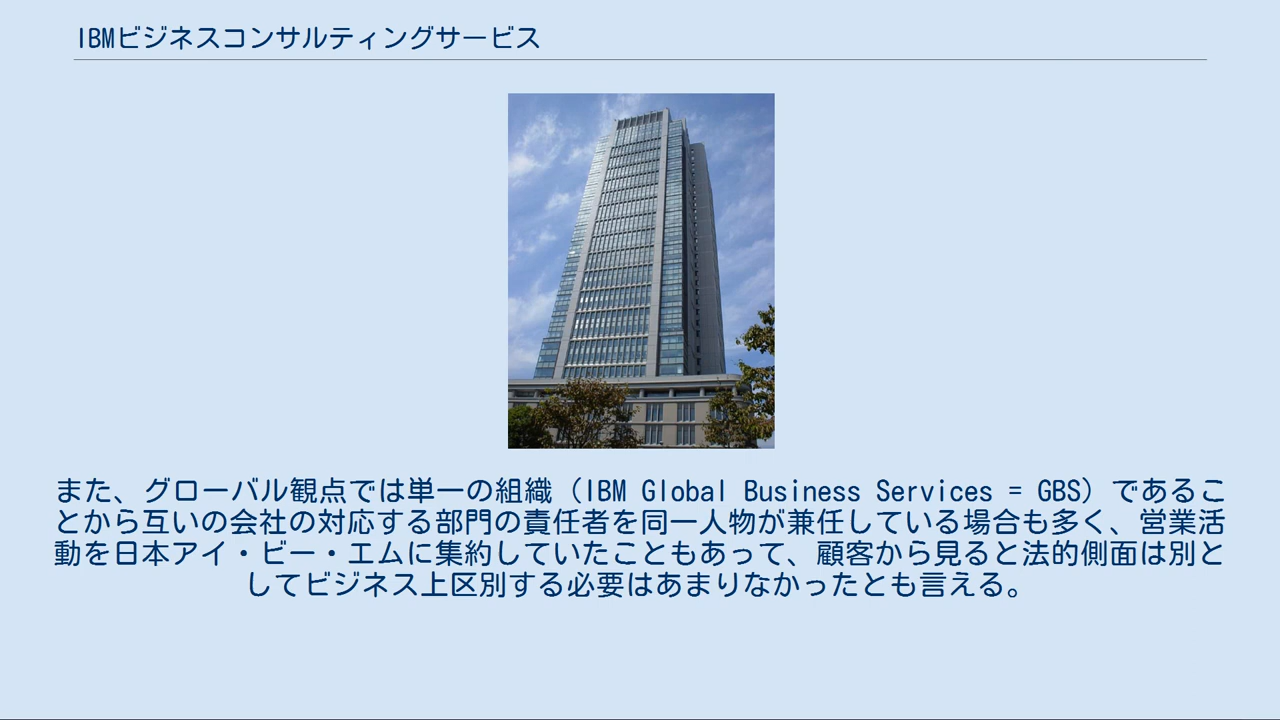 IBMビジネスコンサルティングサービス
また、グローバル観点では単一の組織（IBM Global Business Services = GBS）であるこ
とから互いの会社の対応する部門の責任者を同一人物が兼任している場合も多く、営業活
動を日本アイ・ビー・エムに集約していたこともあって、顧客から見ると法的側面は別と
してビジネス上区別する必要はあまりなかったとも言える。